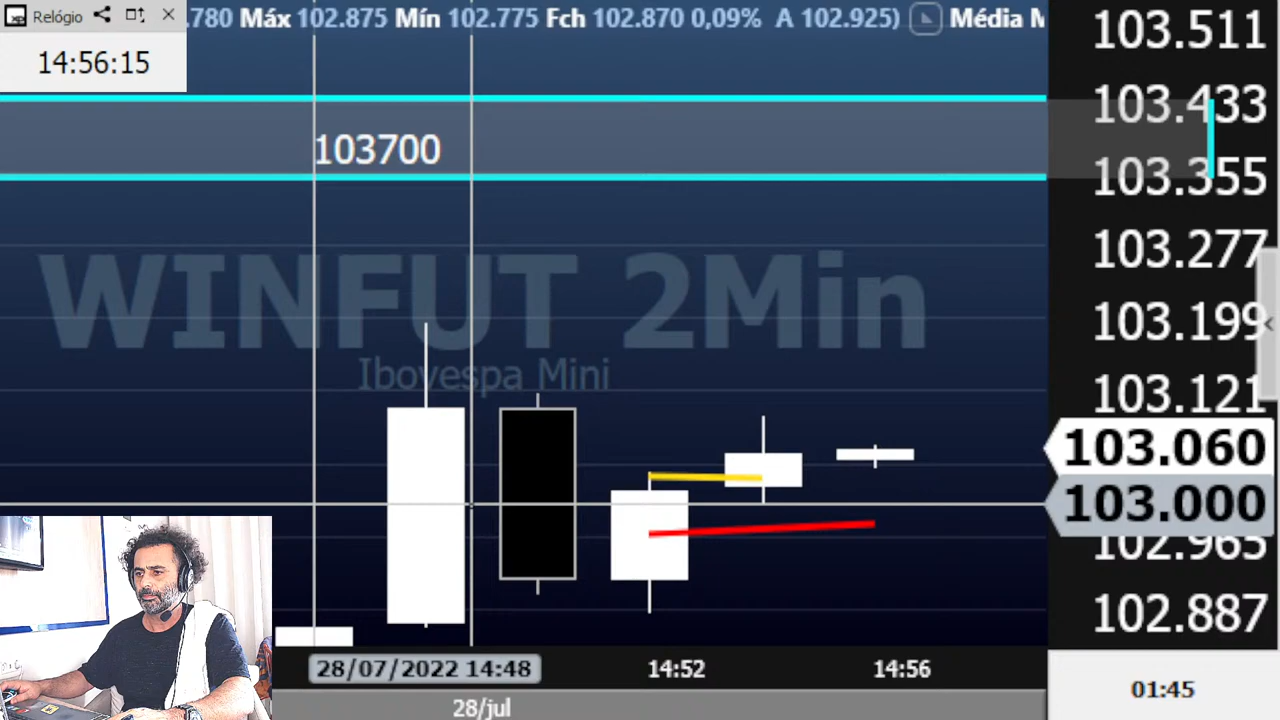 Relógio
.780 Máx 102.875 Mín 102.775 Fch 102.870 0,09% A 102.925) Média M
14:56:15
103.511
103.433
103700
103.355
103.277
WINFUT 2Min
103.199
Ibovespa Mini
103.121
103.060
103.000
102.965
102.887
28/07/2022 14:48 14:52 14:56
01:45
28/jul